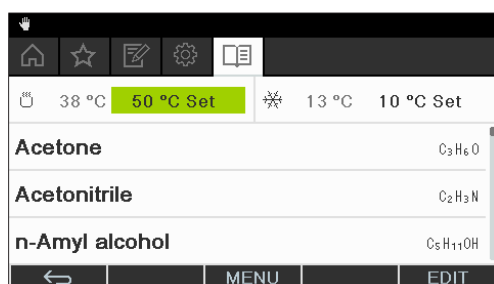 38 °C 50 °C Set 13 °C 10 °C Set
Acetone C₃H₆O
Acetonitrile C₂H₃N
n-Amyl alcohol C₅H₁₁OH
MENU EDIT